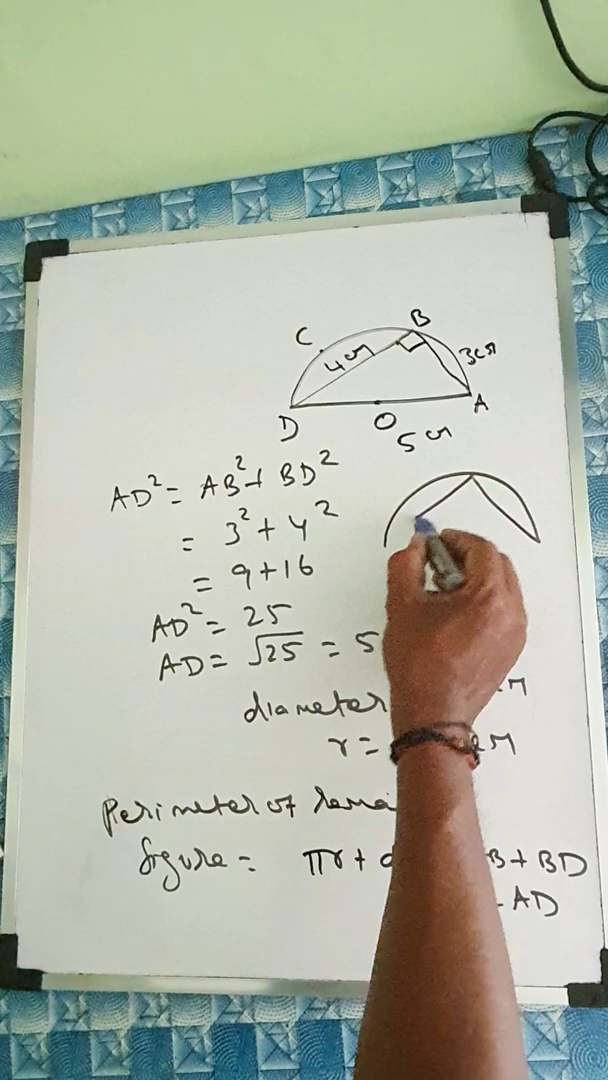 B
C
4cm
3cm
D
O
A
5cm
AD² = AB² + BD²
= 3² + 4²
= 9+16
AD² = 25
AD = √25 = 5
diameter
r =
Perimeter of
figure = πr + B + BD
- AD